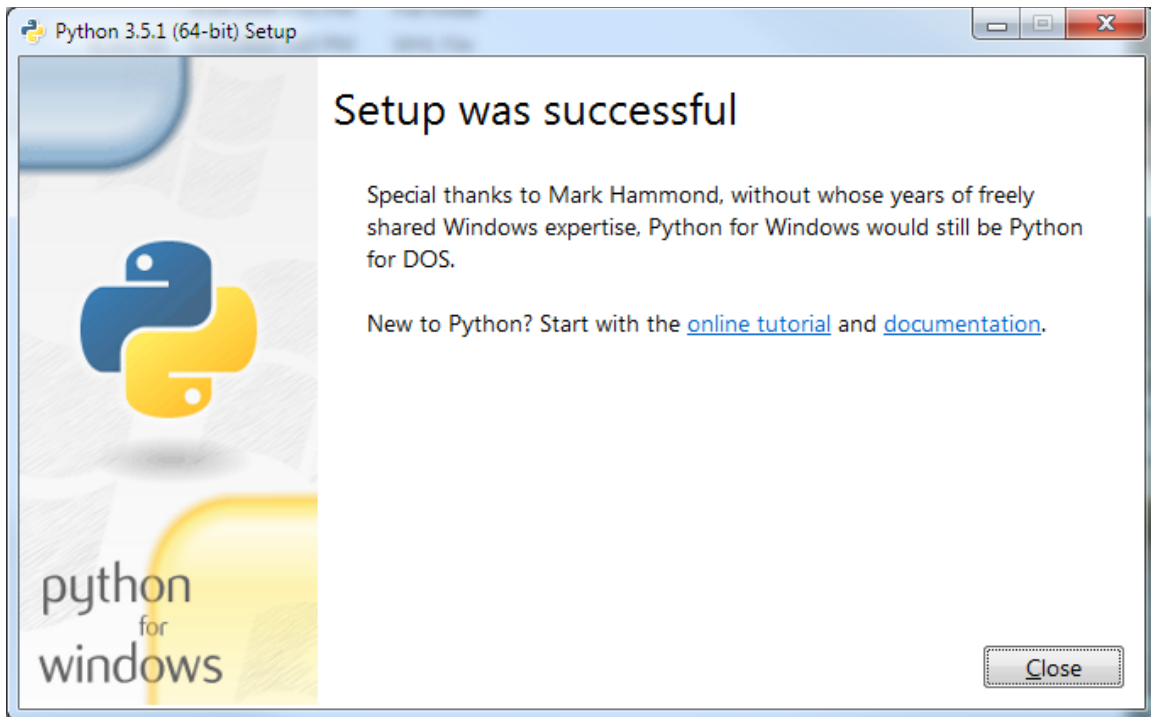 Python 3.5.1 (64-bit) Setup
Setup was successful
Special thanks to Mark Hammond, without whose years of freely
shared Windows expertise, Python for Windows would still be Python
for DOS.
New to Python? Start with the online tutorial and documentation.
python
for
windows
Close